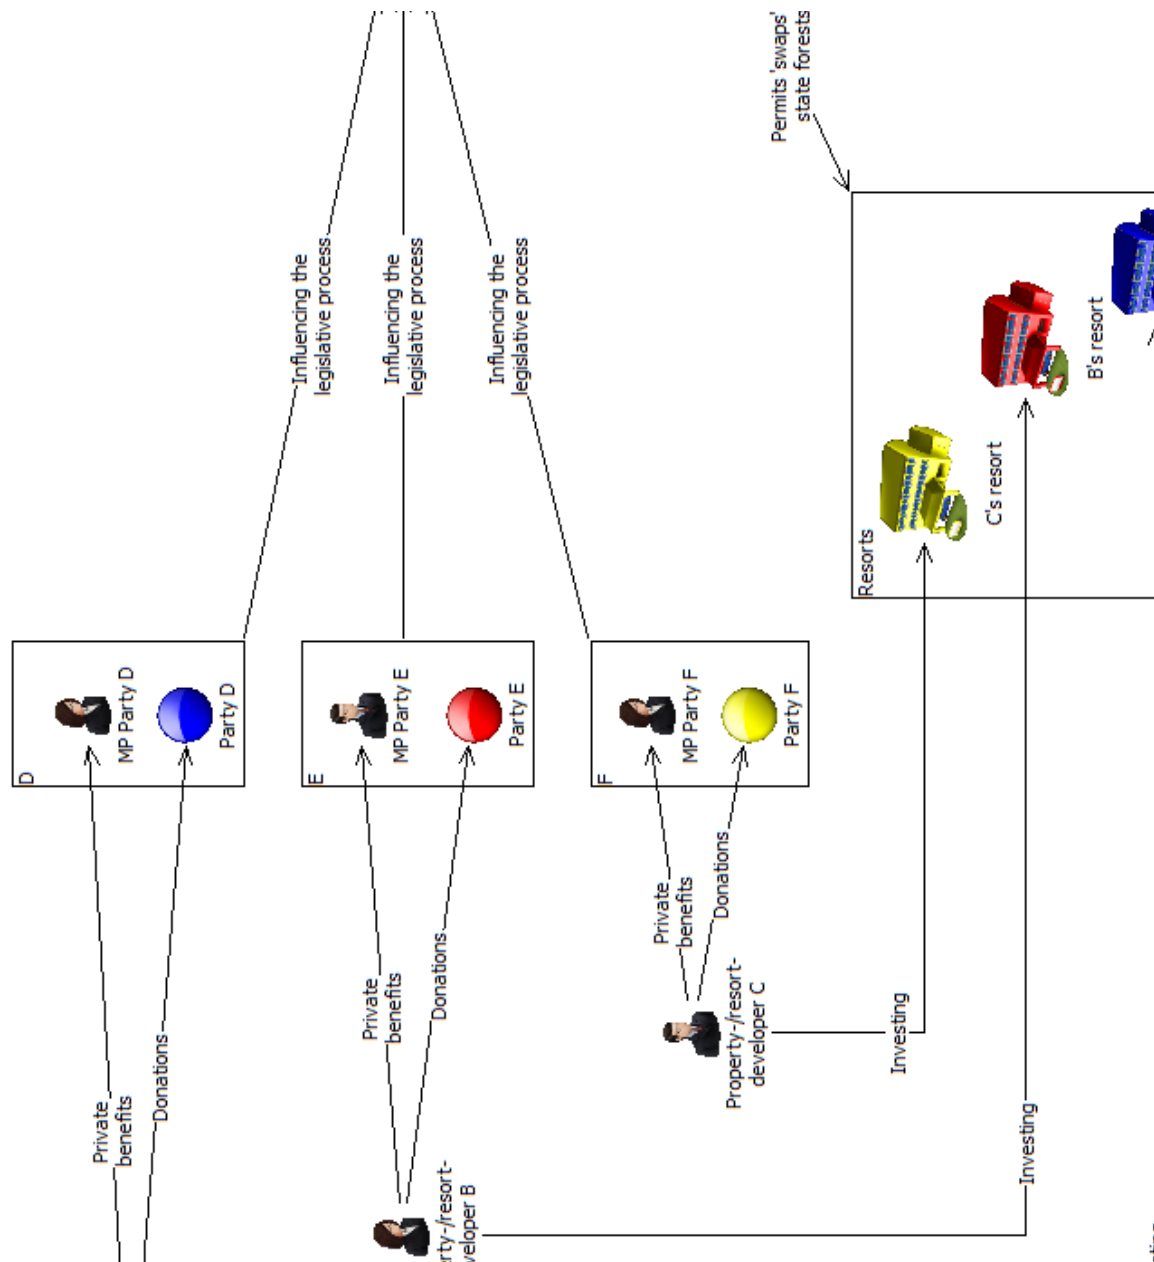 Permits 'swaps'
state forests
Influencing the
legislative process
Influencing the
legislative process
Influencing the
legislative process
Resorts
B's resort
C's resort
D
MP Party D
Party D
E
MP Party E
Party E
F
MP Party F
Party F
Private
benefits
Donations
Private
benefits
Donations
Private
benefits
Donations
Property-/resort-
developer C
Investing
Investing
rty-/resort-
veloper B